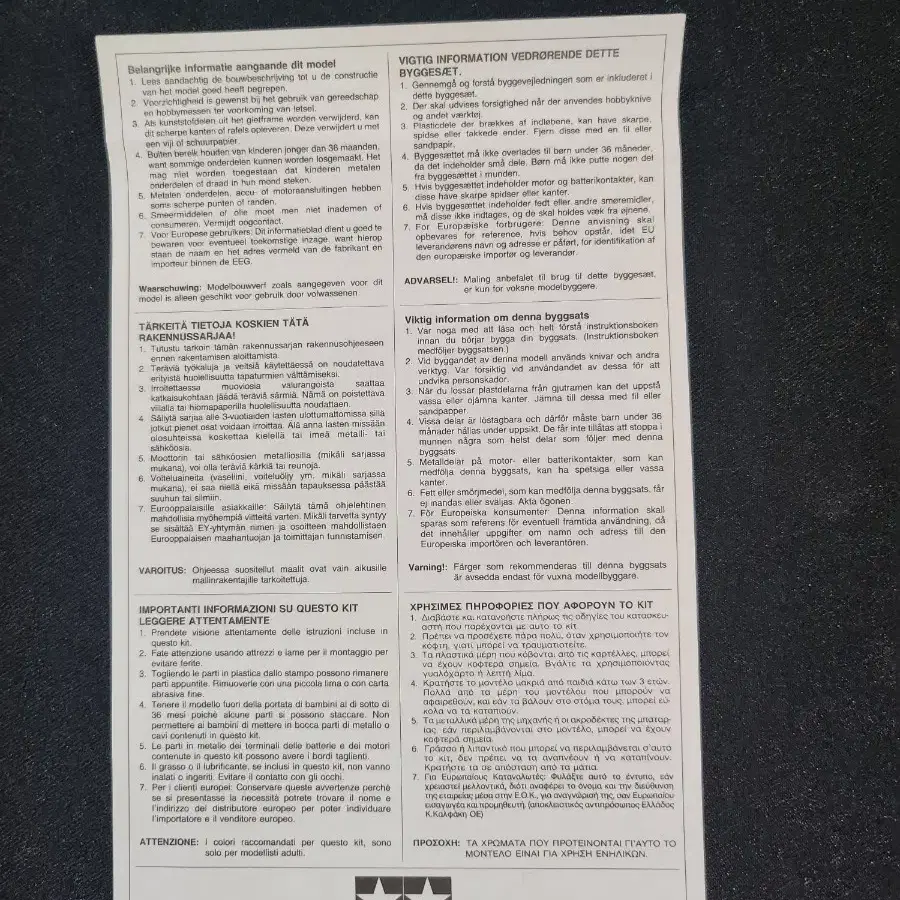 Belangrijke informatie aangaande dit model
1. Lees aandachtig de bouwbeschrijving tot u de constructie
van het model goed heeft begrepen.
2. Voorzichtigheid is gewenst bij het gebruik van gereedschap
en hobbymessen ter voorkoming van letsel.
3. Als kunststofdelen uit het gietframe worden verwijderd, kan
dit scherpe kanten of rafels opleveren. Deze verwijdert u met
een vijl of schuurpapier.
4. Buiten bereik houden van kinderen jonger dan 36 maanden,
want sommige onderdelen kunnen worden losgemaakt. Het
mag niet worden toegestaan dat kinderen metalen
onderdelen of draad in hun mond steken.
5. Metalen onderdelen, accu- of motoraansluitingen hebben
soms scherpe punten of randen.
6. Smeermiddelen of olie moet men niet inademen of
consumeren. Vermijdt oogcontact.
7. Voor Europese gebruikers: Dit informatieblad dient u goed te
bewaren voor eventueel toekomstige inzage, want hierop
staan de naam en het adres vermeld van de fabrikant en
importeur binnen de EEG.
Waarschuwing: Modelbouwverf zoals aangegeven voor dit
model is alleen geschikt voor gebruik door volwassenen
VIGTIG INFORMATION VEDRØRENDE DETTE
BYGGESÆT.
1. Gennemgå og forstå byggevejledningen som er inkluderet i
dette byggesæt.
2. Der skal udvises forsigtighed når der anvendes hobbyknive
og andet værktøj.
3. Plasticdele der brækkes af indløbene, kan have skarpe,
spidse eller takkede ender. Fjern disse med en fil eller
sandpapir.
4. Byggesættet må ikke overlades til børn under 36 måneder,
da det indeholder små dele. Børn må ikke putte nogen del
fra byggesættet i munden.
5. Hvis byggesættet indeholder motor og batterikontakter, kan
disse have skarpe spidser eller kanter.
6. Hvis byggesættet indeholder fedt eller andre smøremidler,
må disse ikke indtages, og de skal holdes væk fra øjnene.
7. For Europæiske forbrugere: Denne anvisning skal
opbevares for reference, hvis behov opstår, idet EU
leverandørens navn og adresse er påført, for identifikation af
den europæiske importør og leverandør.
ADVARSEL!: Maling anbefalet til brug til dette byggesæt,
er kun for voksne modelbyggere.
TÄRKEITÄ TIETOJA KOSKIEN TÄTÄ
RAKENNUSSARJAA!
1. Tutustu tarkoin tämän rakennussarjan rakennusohjeeseen
ennen rakentamisen aloittamista.
2. Teräviä työkaluja ja veitsiä käytettäessä on noudatettava
erityistä huolellisuutta tapaturmien välttämiseksi.
3. Irroitettaessa muoviosia valurangoista saattaa
katkaisukohtaan jäädä teräviä särmiä. Nämä on poistettava
viilalla tai hiomapaperilla huolellisuutta noudattaen.
4. Säilytä sarjaa alle 3-vuotiaiden lasten ulottumattomissa sillä
jotkut pienet osat voidaan irroittaa. Älä anna lasten missään
olosuhteissa koskettaa kielellä tai imeä metalli- tai
sähköosia.
5. Moottorin tai sähköosien metalliosilla (mikäli sarjassa
mukana), voi olla teräviä kärkiä tai reunoja.
6. Voiteluaineita (vaseliini, voiteluöljy ym. mikäli sarjassa
mukana), ei saa niellä eikä missään tapauksessa päästää
suuhun tai silmiin.
7. Eurooppalaisille asiakkaille: Säilytä tämä ohjelehtinen
mahdollisia myöhempiä viitteitä varten. Mikäli tarvetta syntyy
se sisältää EY-yhtymän nimen ja osoitteen mahdollistaen
Eurooppalaisen maahantuojan ja toimittajan tunnistamisen.
VAROITUS: Ohjeessa suositellut maalit ovat vain aikusille
mallinrakentajille tarkoitettuja.
Viktig information om denna byggsats
1. Var noga med att läsa och helt förstå instruktionsboken
innan du börjar bygga din byggsats. (Instruktionsboken
medföljer byggsatsen.)
2. Vid byggandet av denna modell används knivar och andra
verktyg. Var försiktig vid användandet av dessa för att
undvika personskador.
3. När du lossar plastdelarna från gjutramen kan det uppstå
vassa eller ojämna kanter. Jämna till dessa med fil eller
sandpapper.
4. Vissa delar är löstagbara och därför måste barn under 36
månader hållas under uppsikt. De får inte tillåtas att stoppa i
munnen några som helst delar som följer med denna
byggsats
5. Metalldelar på motor- eller batterikontakter, som kan
medfölja denna byggsats, kan ha spetsiga eller vassa
kanter.
6. Fett eller smörjmedel, som kan medfölja denna byggsats, får
ej inandas eller sväljas. Akta ögonen.
7. För Europeiska konsumenter: Denna information skall
sparas som referens för eventuell framtida användning, då
det innehåller uppgifter om namn och adress till den
Europeiska importören och leverantören.
Varning!: Färger som rekommenderas till denna byggsats
är avsedda endast för vuxna modellbyggare.
IMPORTANTI INFORMAZIONI SU QUESTO KIT
LEGGERE ATTENTAMENTE
1. Prendete visione attentamente delle istruzioni incluse in
questo kit.
2. Fate attenzione usando attrezzi e lame per il montaggio per
evitare ferite.
3. Togliendo le parti in plastica dallo stampo possono rimanere
parti appuntite. Rimuoverle con una piccola lima o con carta
abrasiva fine.
4. Tenere il modello fuori della portata di bambini al di sotto di
36 mesi poichè alcune parti si possono staccare. Non
permettere ai bambini di mettere in bocca parti di metallo o
cavi contenuti in questo kit.
5. Le parti in metallo dei terminali delle batterie e dei motori
contenute in questo kit possono avere i bordi taglienti.
6. Il grasso o il lubrificante, se inclusi in questo kit, non vanno
inalati o ingeriti. Evitare il contatto con gli occhi.
7. Per i clienti europei: Conservare queste avvertenze perchè
se si presentasse la necessità potrete trovare il nome e
l'indirizzo del distributore europeo per poter individuare
l'importatore e il venditore europeo.
ATTENZIONE: I colori raccomandati per questo kit, sono
solo per modellisti adulti.
ΧΡΗΣΙΜΕΣ ΠΗΡΟΦΟΡΙΕΣ ΠΟΥ ΑΦΟΡΟΥΝ ΤΟ ΚΙΤ
1. Διαβάστε και κατανοήστε πλήρως τις οδηγίες του κατασκευ-
αστή που παρέχονται με αυτό το κιτ.
2. Πρέπει να προσέχετε πάρα πολύ, όταν χρησιμοποιήτε τον
κόφτη, γιατί μπορεί να τραυματιστείτε.
3. Τα πλαστικά μέρη που κόβονται από τις καρτέλλες, μπορεί
να έχουν κοφτερά σημεία. Βγάλτε τα χρησιμοποιώντας
γυαλόχαρτο ή λεπτή λίμα.
4. Κρατήστε το μοντέλο μακριά από παιδιά κάτω των 3 ετών.
Πολλά από τα μέρη του μοντέλου που μπορούν να
αφαιρεθούν, και εάν τα βάλουν στο στόμα τους, μπορεί εύ-
κολα να τα καταπιουν.
5. Τα μεταλλικά μέρη της μηχανής ή οι ακροδέκτες της μπαταρ-
ίας, εάν περιλαμβάνονται στο μοντέλο, μπορεί να έχουν
κοφτερά σημεία.
6. Γράσσο ή λιπαντικό που μπορεί να περιλαμβάνεται σ'αυτό
το κιτ, δεν πρέπει να τα αναπνέουν ή να καταπίνουν.
Κρατήστε τα σε απόσταση από τα μάτια.
7. Για Ευρωπαίους Καταναλωτές: Φυλάξτε αυτό το έντυπο, εάν
χρειαστεί μελλοντικά, διότι αναφέρει το όνομα και την διεύθυνση
της εταιρείας μέσα στην Ε.Ο.Κ., για αναγνώρισή της, σαν Ευρωπαίου
εισαγωγέα και προμηθευτή (αποκλειστικός αντιπρόσωπος Ελλάδος
Κ.Καλφάκη ΟΕ)
ΠΡΟΣΟΧΗ: ΤΑ ΧΡΩΜΑΤΑ ΠΟΥ ΠΡΟΤΕΙΝΟΝΤΑΙ ΓΙ'ΑΥΤΟ ΤΟ
ΜΟΝΤΕΛΟ ΕΙΝΑΙ ΓΙΑ ΧΡΗΣΗ ΕΝΗΛΙΚΩΝ.